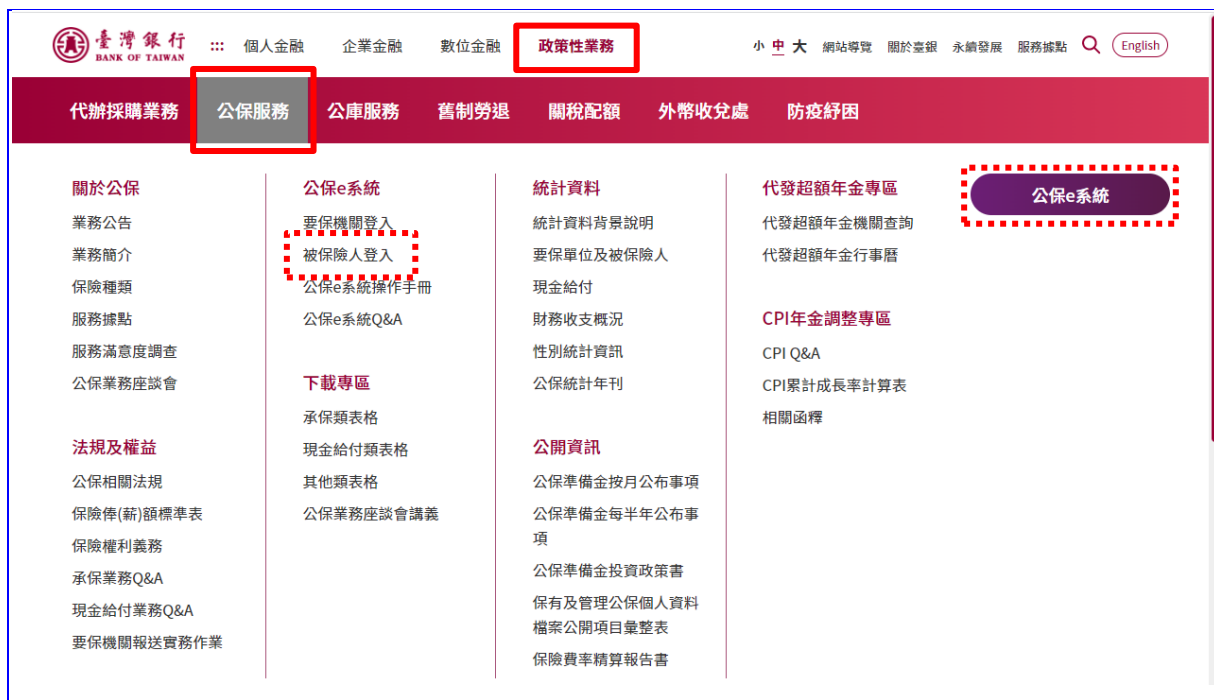 臺灣銀行
BANK OF TAIWAN
::: 個人金融 企業金融 數位金融 政策性業務 小 中 大 網站導覽 關於臺銀 永續發展 服務據點 English
代辦採購業務 公保服務 公庫服務 舊制勞退 關稅配額 外幣收兌處 防疫紓困
關於公保
業務公告
業務簡介
保險種類
服務據點
服務滿意度調查
公保業務座談會
法規及權益
公保相關法規
保險俸(薪)額標準表
保險權利義務
承保業務Q&A
現金給付業務Q&A
要保機關報送實務作業
公保e系統
要保機關登入
被保險人登入
公保e系統操作手冊
公保e系統Q&A
下載專區
承保類表格
現金給付類表格
其他類表格
公保業務座談會講義
統計資料
統計資料背景說明
要保單位及被保險人
現金給付
財務收支概況
性別統計資訊
公保統計年刊
公開資訊
公保準備金按月公布事項
公保準備金每半年公布事
項
公保準備金投資政策書
保有及管理公保個人資料
檔案公開項目彙整表
保險費率精算報告書
代發超額年金專區
代發超額年金機關查詢
代發超額年金行事曆
CPI年金調整專區
CPI Q&A
CPI累計成長率計算表
相關函釋
公保e系統